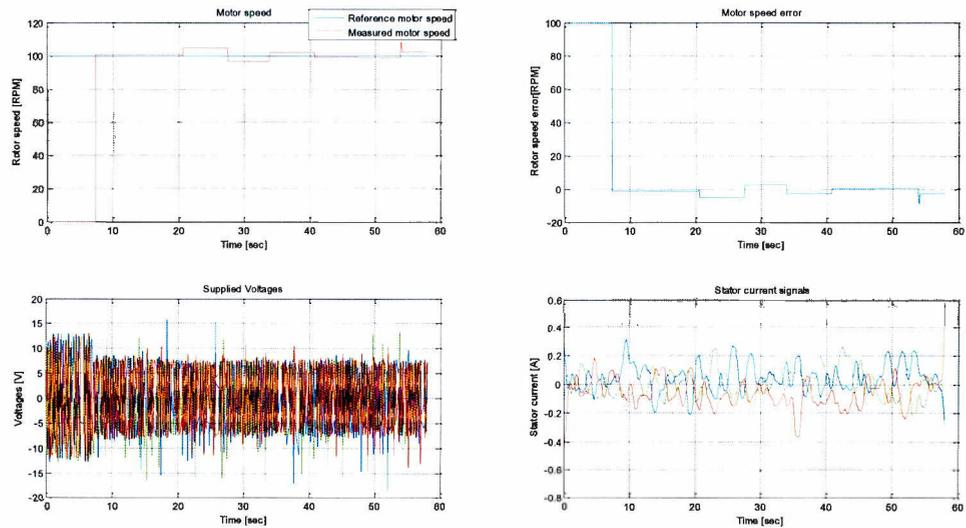 Motor speed
Reference motor speed
Measured motor speed
Rotor speed [RPM]
120
100
80
60
40
20
0
0 10 20 30 40 50 60
Time [sec]
Motor speed error
Rotor speed error[RPM]
100
80
60
40
20
0
-20
0 10 20 30 40 50 60
Time [sec]
Supplied Voltages
Voltages [V]
20
15
10
5
0
-5
-10
-15
-20
0 10 20 30 40 50 60
Time [sec]
Stator current signals
Stator current [A]
0.6
0.4
0.2
0
-0.2
-0.4
-0.6
-0.8
0 10 20 30 40 50 60
Time [sec]